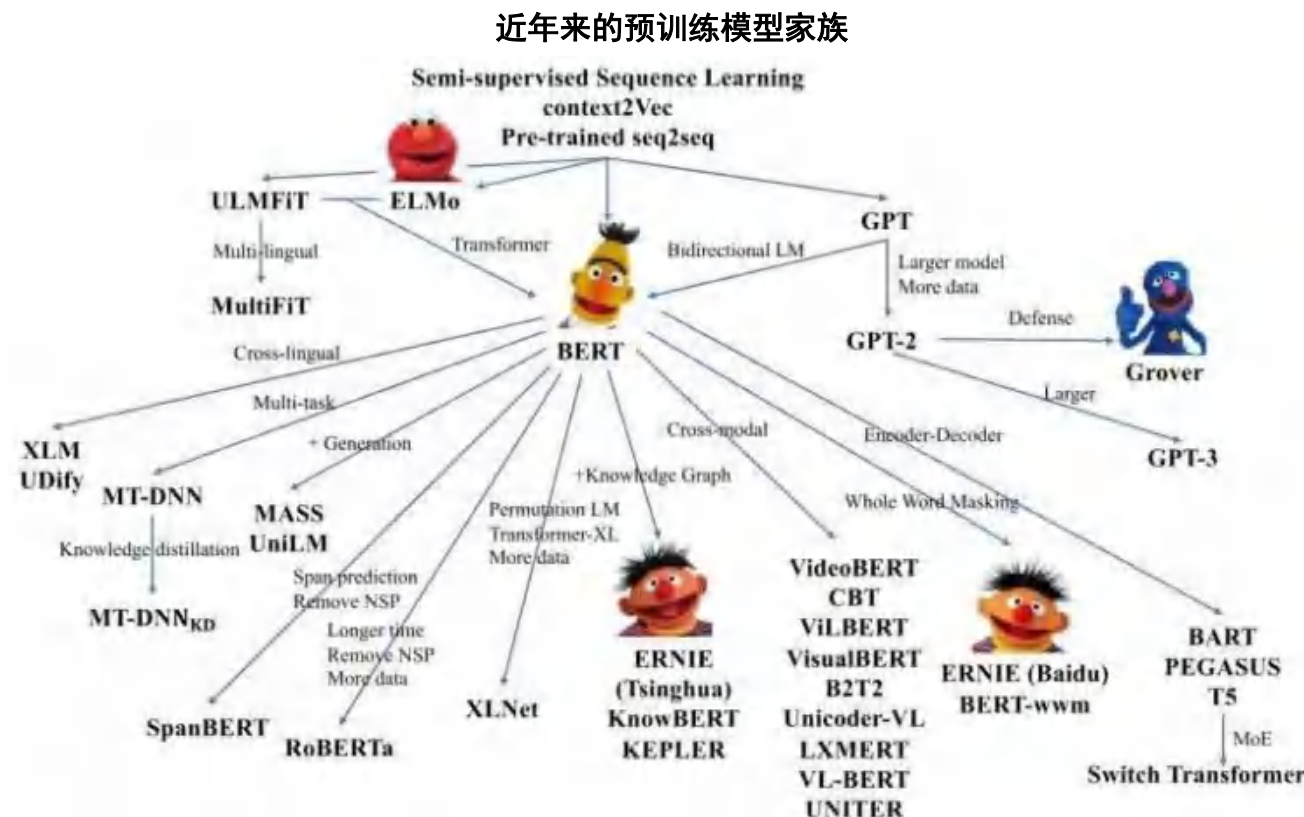 近年来的预训练模型家族
Semi-supervised Sequence Learning
context2Vec
Pre-trained seq2seq
ULMFiT
ELMo
GPT
Multi-lingual
Transformer
Bidirectional LM
Larger model
More data
MultiFiT
Defense
BERT
GPT-2
Grover
Cross-lingual
Multi-task
Larger
+ Generation
Cross-modal
Encoder-Decoder
GPT-3
XLM
UDify
MT-DNN
+Knowledge Graph
Whole Word Masking
MASS
UniLM
Permutation LM
Transformer-XL
More data
Knowledge distillation
Span prediction
Remove NSP
MT-DNNKD
Longer time
Remove NSP
More data
SpanBERT
RoBERTa
XLNet
ERNIE
(Tsinghua)
KnowBERT
KEPLER
VideoBERT
CBT
ViLBERT
VisualBERT
B2T2
Unicoder-VL
LXMERT
VL-BERT
UNITER
ERNIE (Baidu)
BERT-wwm
BART
PEGASUS
T5
MoE
Switch Transformer